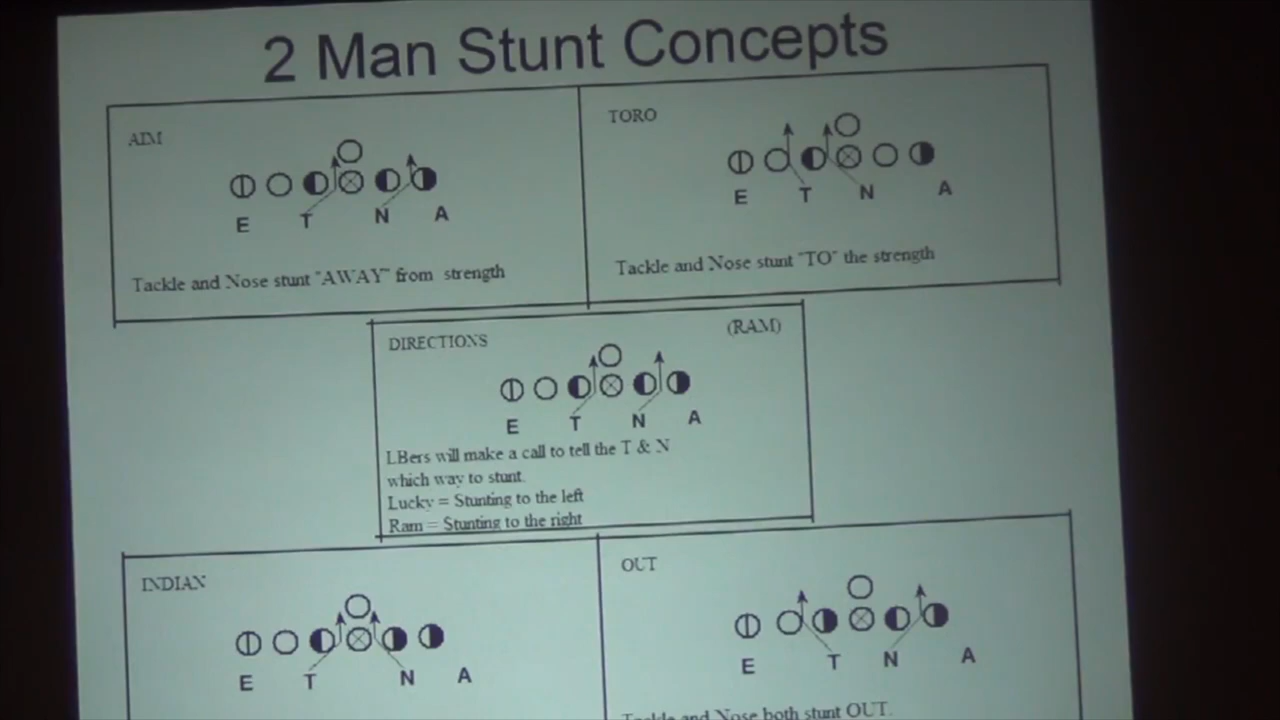 2 Man Stunt Concepts
AIM
E T N A
Tackle and Nose stunt "AWAY" from strength
TORO
E T N A
Tackle and Nose stunt "TO" the strength
DIRECTIONS (RAM)
E T N A
LBers will make a call to tell the T & N
which way to stunt.
Lucky = Stunting to the left
Ram = Stunting to the right
INDIAN
E T N A
OUT
E T N A
Tackle and Nose both stunt OUT.